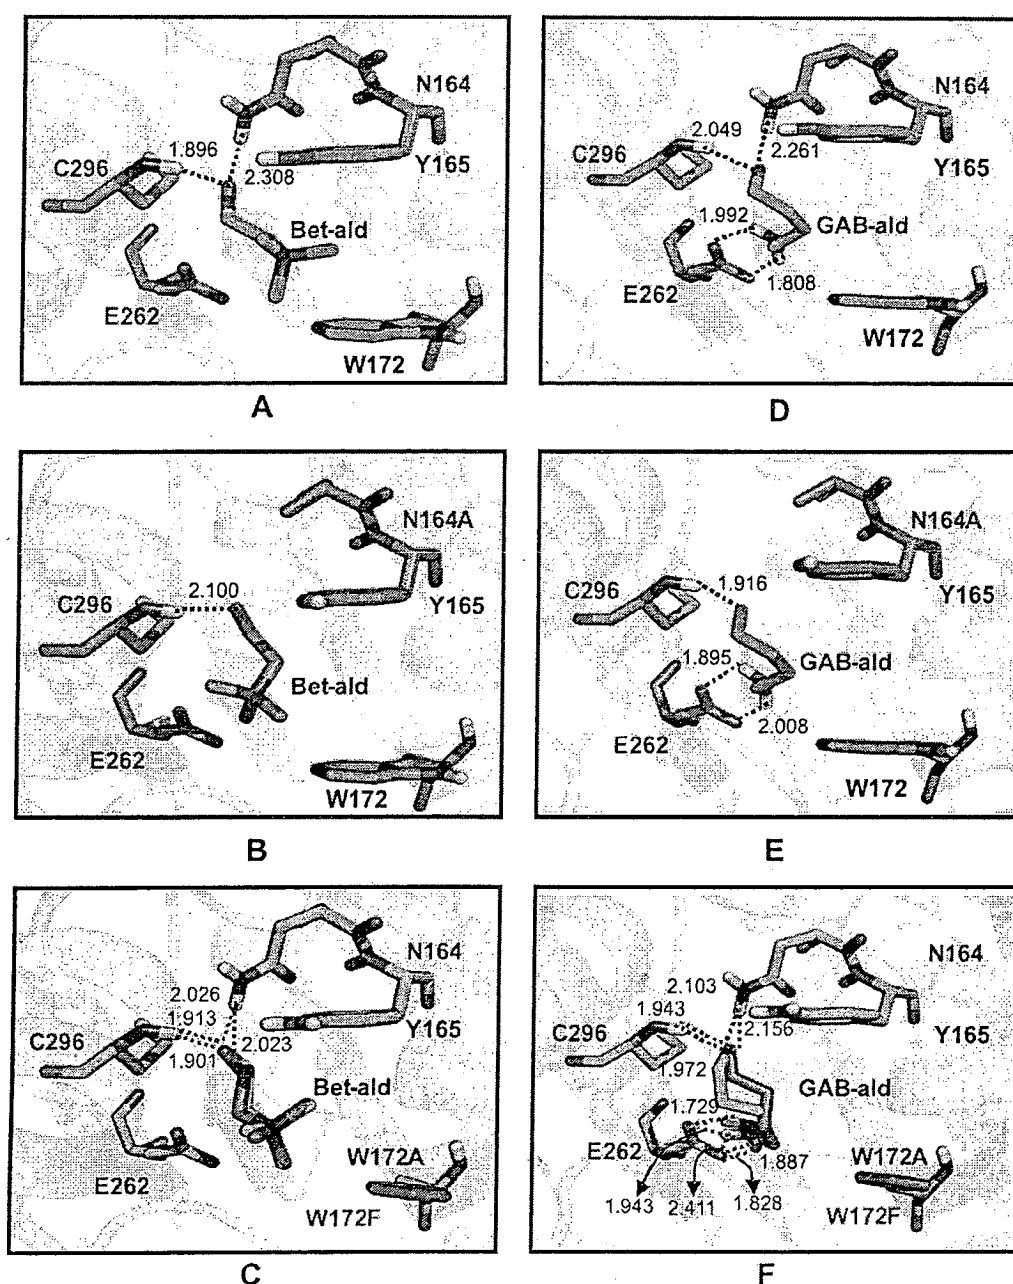 N164
1.896
C296
2.308
Y165
Bet-ald
E262
W172
A
N164
2.049
C296
2.261
Y165
1.992
GAB-ald
E262
1.808
W172
D
N164A
2.100
C296
Y165
Bet-ald
E262
W172
B
N164A
1.916
C296
Y165
1.895
GAB-ald
E262
2.008
W172
E
N164
2.026
1.913
C296
2.023
Y165
1.901
Bet-ald
E262
W172A
W172F
C
N164
2.103
1.943
C296
2.156
Y165
1.972
GAB-ald
1.729
E262
1.887
W172A
1.943
2.411
1.828
W172F
F